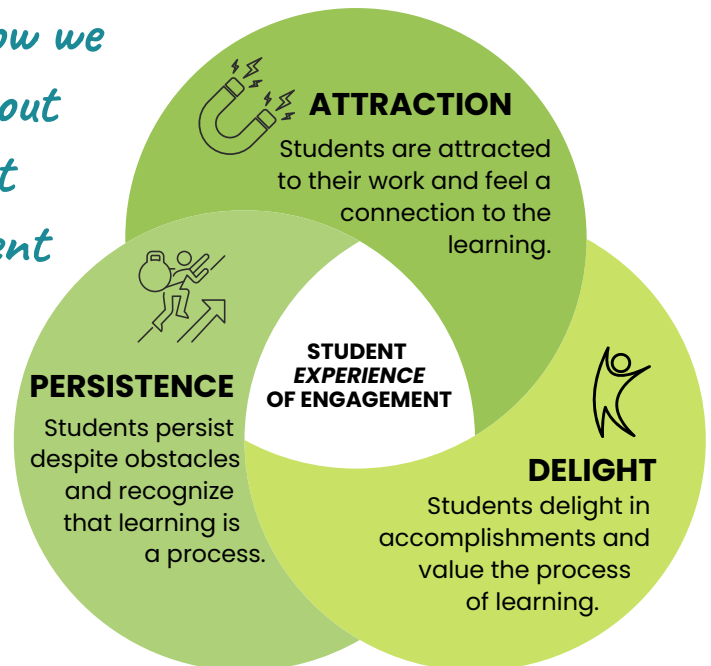 we
ATTRACTION
Students are attracted
to their work and feel a
connection to the
learning.
PERSISTENCE
Students persist
despite obstacles
and recognize
that learning is
a process.
STUDENT
EXPERIENCE
OF ENGAGEMENT
DELIGHT
Students delight in
accomplishments and
value the process
of learning.